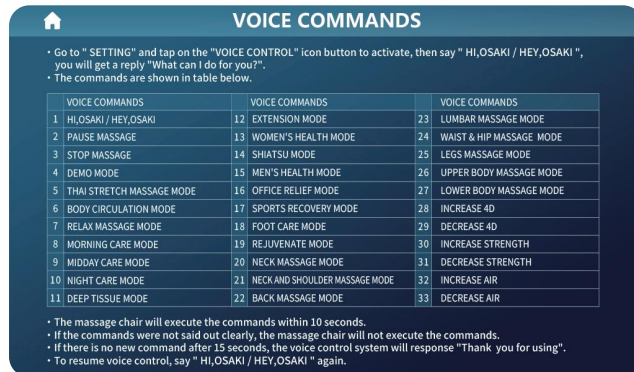 VOICE COMMANDS
• Go to " SETTING" and tap on the "VOICE CONTROL" icon button to activate, then say " HI,OSAKI / HEY,OSAKI ",
you will get a reply "What can I do for you?".
• The commands are shown in table below.
VOICE COMMANDS VOICE COMMANDS VOICE COMMANDS
1 HI,OSAKI / HEY,OSAKI 12 EXTENSION MODE 23 LUMBAR MASSAGE MODE
2 PAUSE MASSAGE 13 WOMEN'S HEALTH MODE 24 WAIST & HIP MASSAGE MODE
3 STOP MASSAGE 14 SHIATSU MODE 25 LEGS MASSAGE MODE
4 DEMO MODE 15 MEN'S HEALTH MODE 26 UPPER BODY MASSAGE MODE
5 THAI STRETCH MASSAGE MODE 16 OFFICE RELIEF MODE 27 LOWER BODY MASSAGE MODE
6 BODY CIRCULATION MODE 17 SPORTS RECOVERY MODE 28 INCREASE 4D
7 RELAX MASSAGE MODE 18 FOOT CARE MODE 29 DECREASE 4D
8 MORNING CARE MODE 19 REJUVENATE MODE 30 INCREASE STRENGTH
9 MIDDAY CARE MODE 20 NECK MASSAGE MODE 31 DECREASE STRENGTH
10 NIGHT CARE MODE 21 NECK AND SHOULDER MASSAGE MODE 32 INCREASE AIR
11 DEEP TISSUE MODE 22 BACK MASSAGE MODE 33 DECREASE AIR
• The massage chair will execute the commands within 10 seconds.
• If the commands were not said out clearly, the massage chair will not execute the commands.
• If there is no new command after 15 seconds, the voice control system will response "Thank you for using".
• To resume voice control, say " HI,OSAKI / HEY,OSAKI " again.